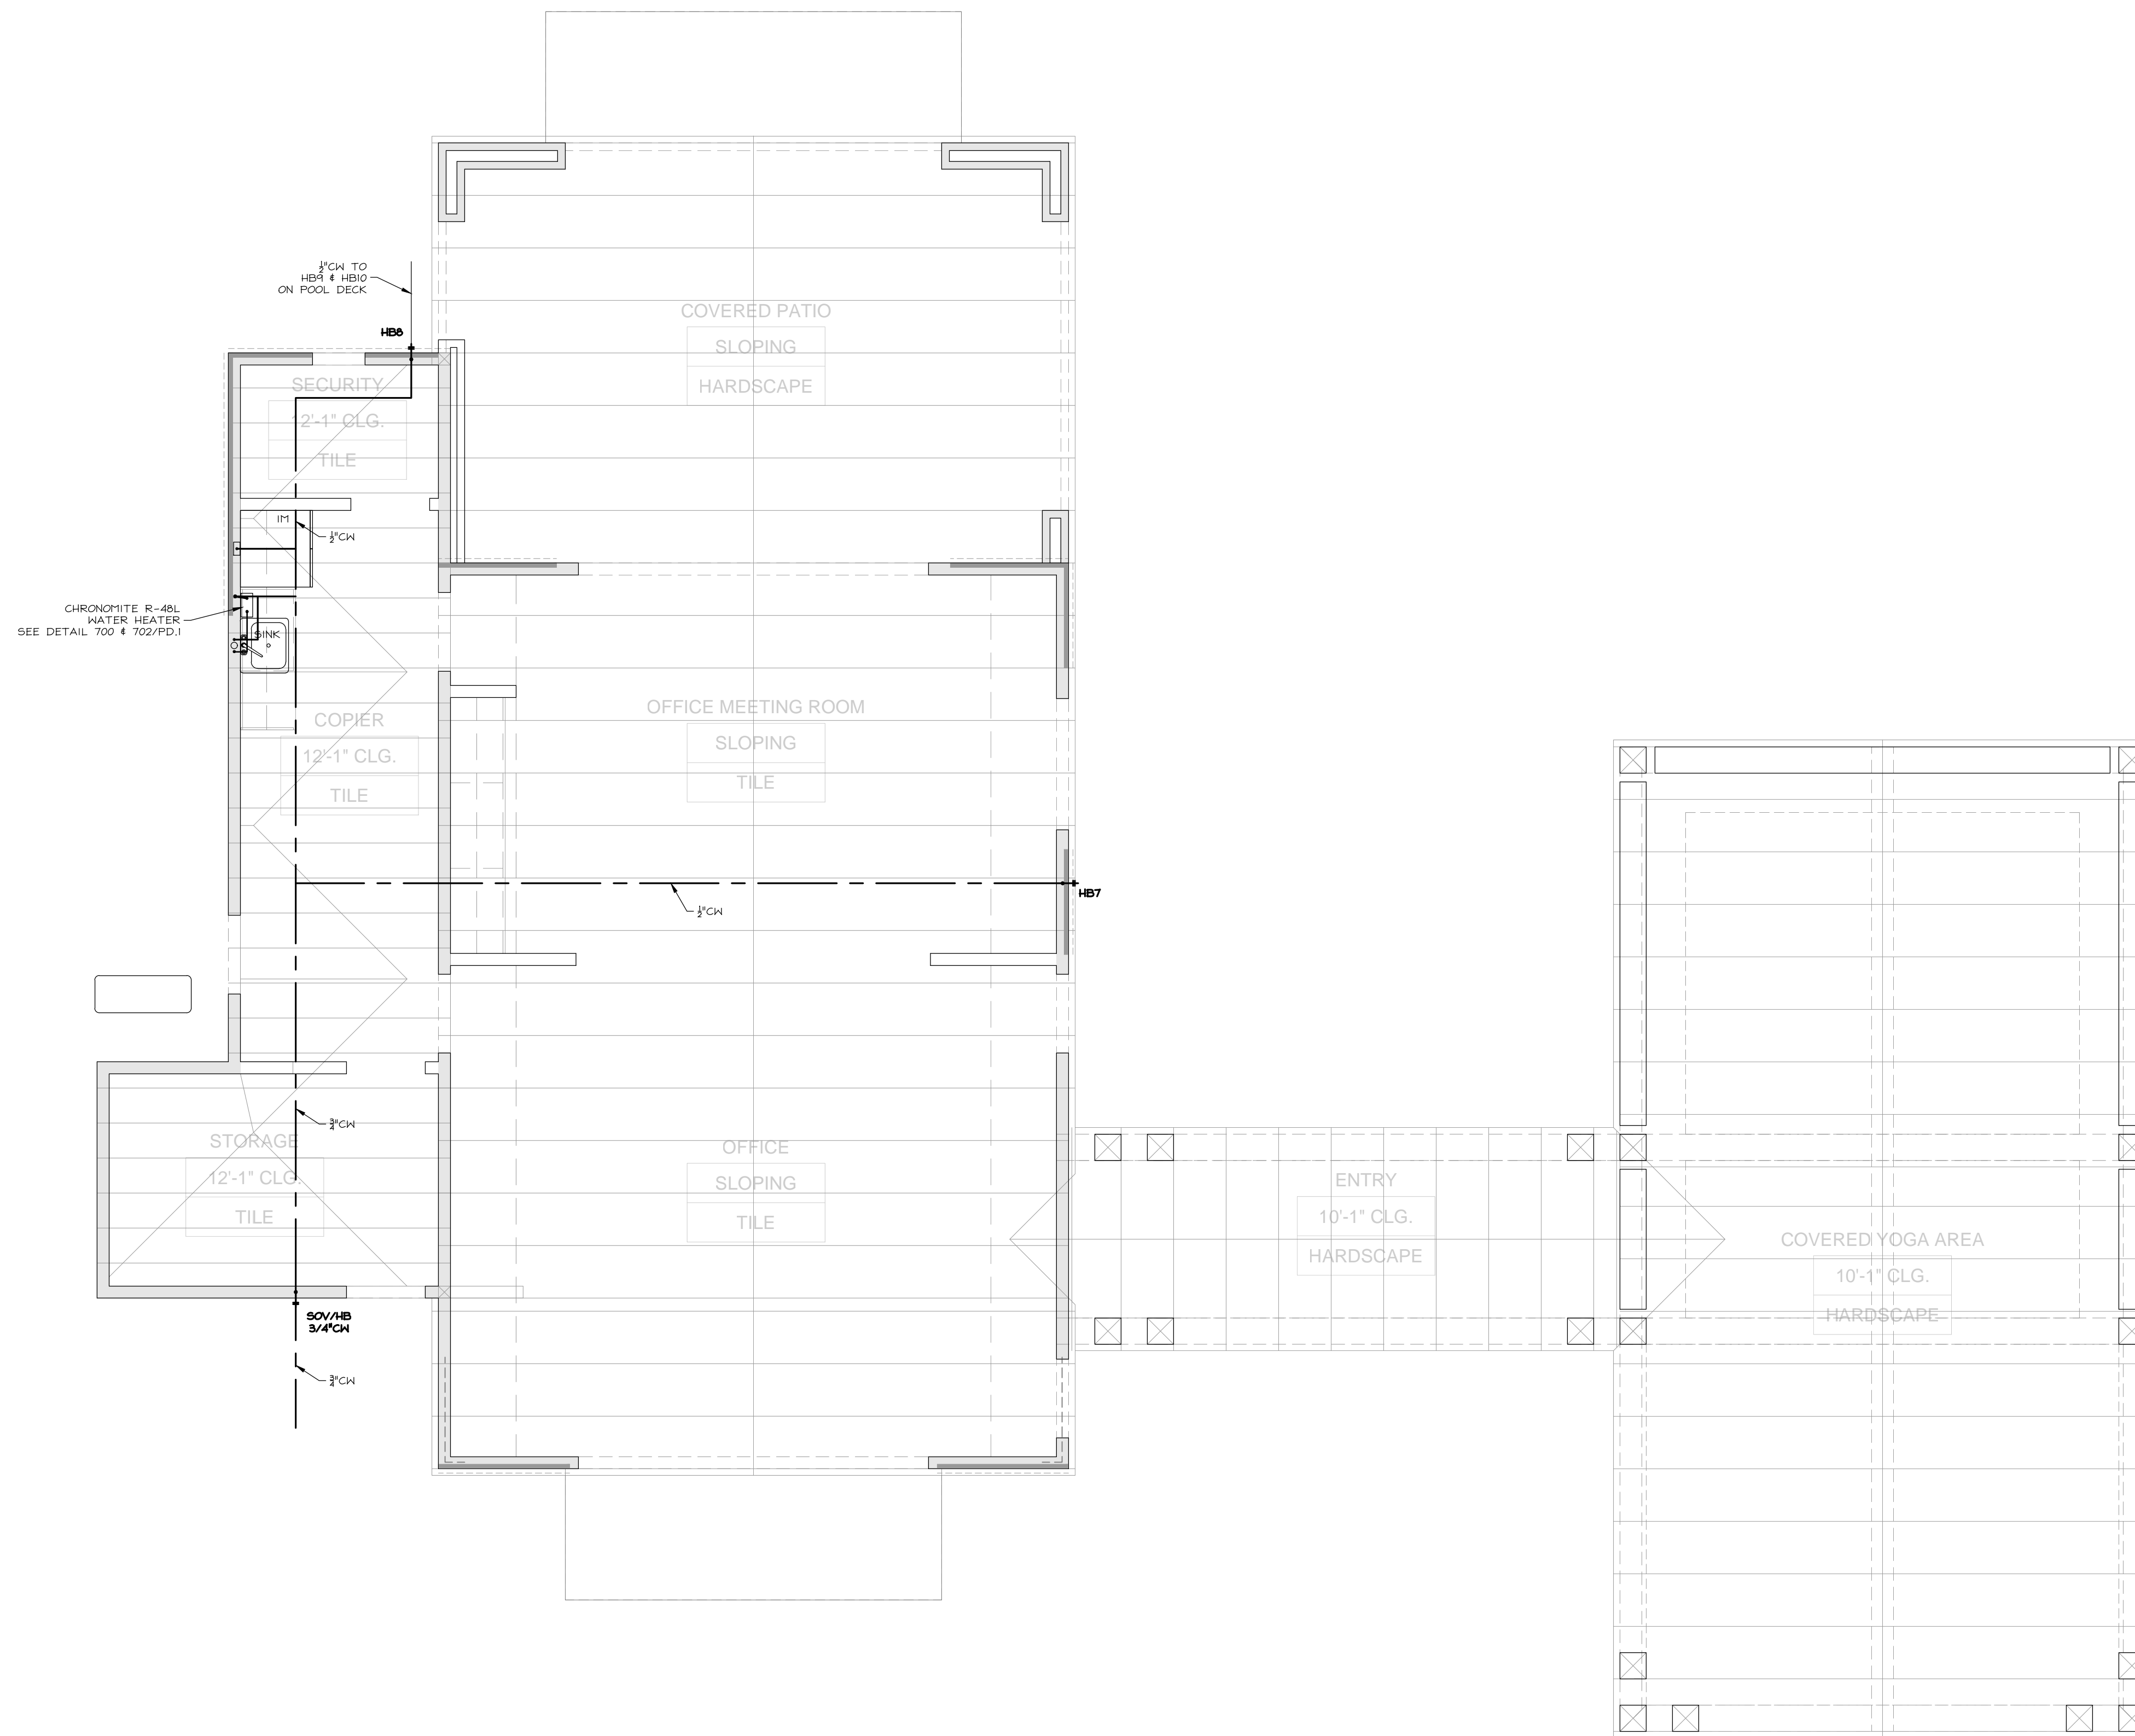 ½"CW TO
HB9 & HB10
ON POOL DECK
HB8
COVERED PATIO
SLOPING
HARDSCAPE
SECURITY
12'-1" CLG.
TILE
IM
½"CW
CHRONOMITE R-48L
WATER HEATER
SEE DETAIL 700 & 702/PD.1
SINK
COPIER
12'-1" CLG.
TILE
OFFICE MEETING ROOM
SLOPING
TILE
HB7
½"CW
¾"CW
STORAGE
12'-1" CLG.
TILE
OFFICE
SLOPING
TILE
ENTRY
10'-1" CLG.
HARDSCAPE
COVERED YOGA AREA
10'-1" CLG.
HARDSCAPE
SOV/HB
3/4"CW
¾"CW